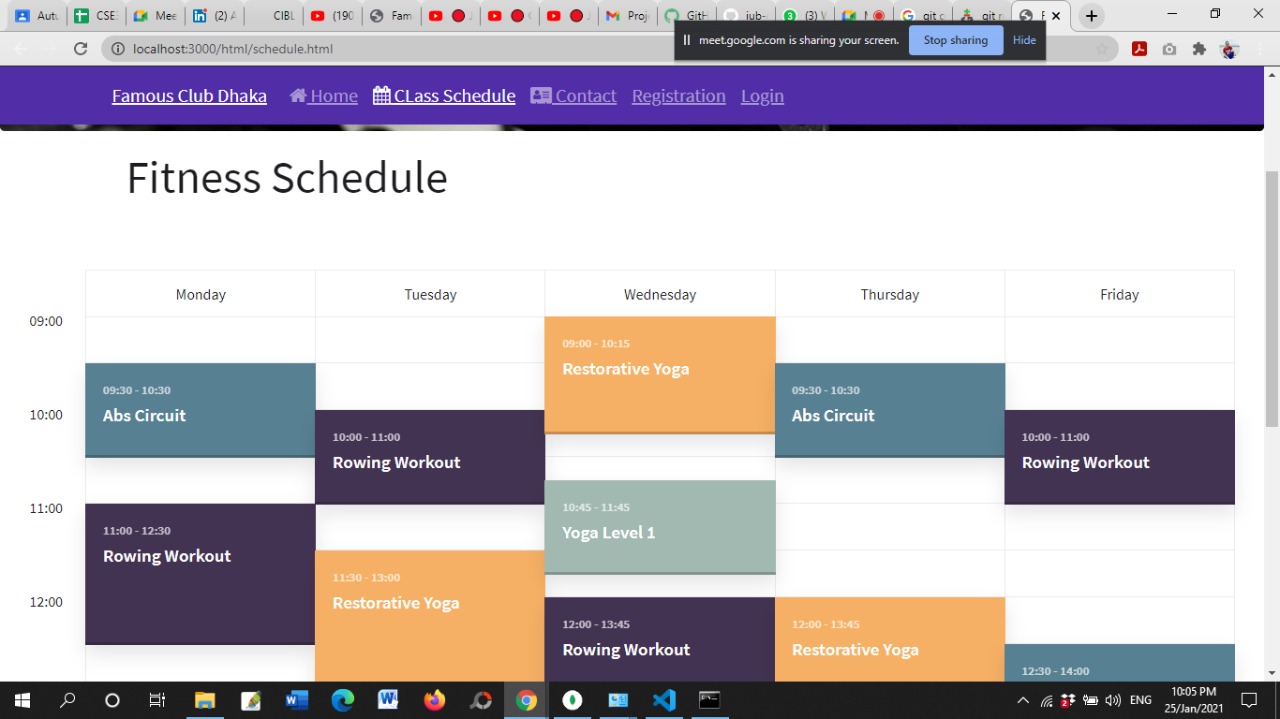 Auto
CSE
Mee
(2) A
CIBL
(190
Fam
Proje
GitH
iub-
(3) V
git c
git r
localhost:3000/html/schedule.html
meet.google.com is sharing your screen. Stop sharing Hide
Famous Club Dhaka Home CLass Schedule Contact Registration Login
Fitness Schedule
Monday Tuesday Wednesday Thursday Friday
09:00
09:00 - 10:15
Restorative Yoga
09:30 - 10:30
Abs Circuit
09:30 - 10:30
Abs Circuit
10:00
10:00 - 11:00
Rowing Workout
10:00 - 11:00
Rowing Workout
10:45 - 11:45
Yoga Level 1
11:00
11:00 - 12:30
Rowing Workout
11:30 - 13:00
Restorative Yoga
12:00
12:00 - 13:45
Rowing Workout
12:00 - 13:45
Restorative Yoga
12:30 - 14:00
ENG
10:05 PM
25/Jan/2021